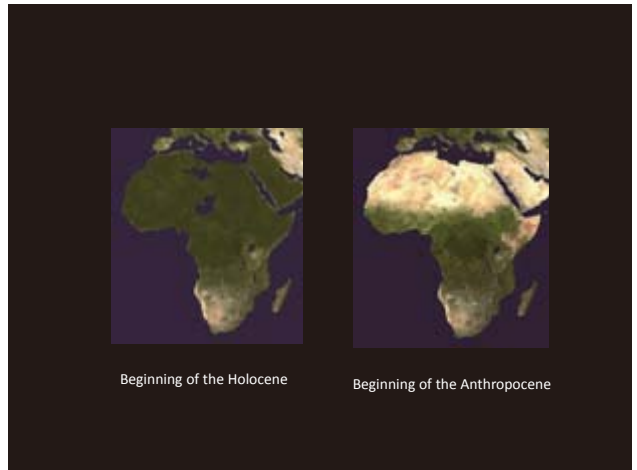 Beginning of the Holocene
Beginning of the Anthropocene